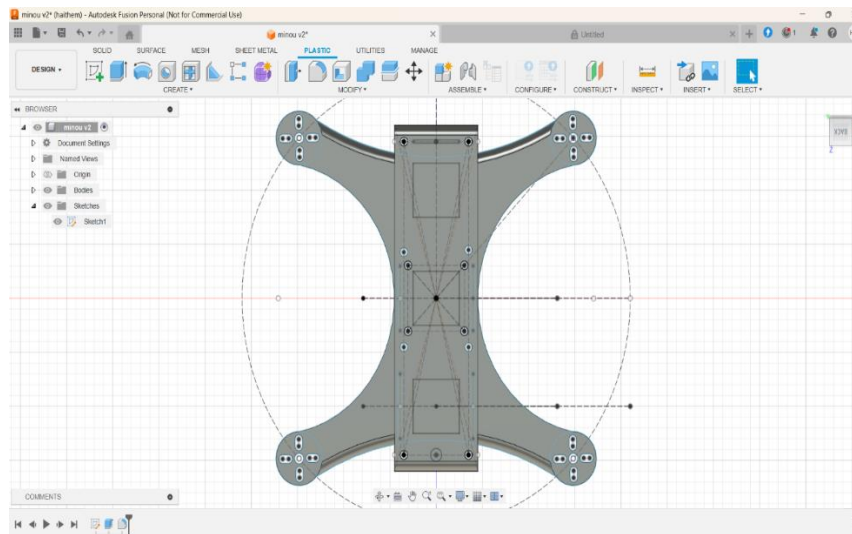 minou v2* (haithem) - Autodesk Fusion Personal (Not for Commercial Use)
minou v2*
Untitled
1
SOLID SURFACE MESH SHEET METAL PLASTIC UTILITIES MANAGE
DESIGN
CREATE MODIFY ASSEMBLE CONFIGURE CONSTRUCT INSPECT INSERT SELECT
BROWSER
minou v2
Document Settings
Named Views
Origin
Bodies
Sketches
Sketch1
BACK
Z
COMMENTS